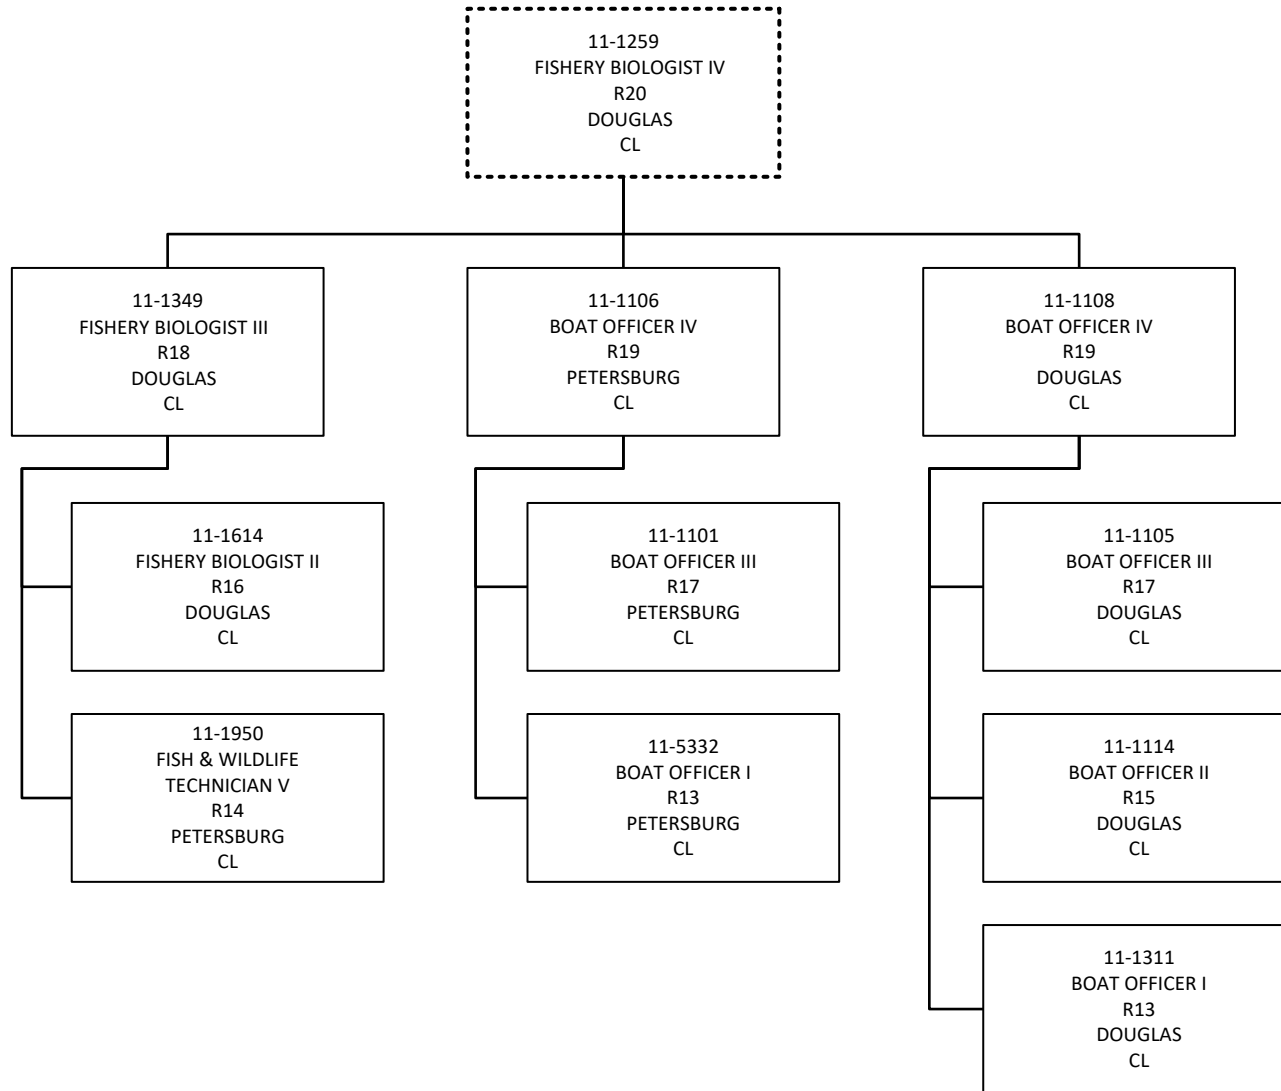 11-1259
FISHERY BIOLOGIST IV
R20
DOUGLAS
CL
11-1349
FISHERY BIOLOGIST III
R18
DOUGLAS
CL
11-1106
BOAT OFFICER IV
R19
PETERSBURG
CL
11-1108
BOAT OFFICER IV
R19
DOUGLAS
CL
11-1614
FISHERY BIOLOGIST II
R16
DOUGLAS
CL
11-1101
BOAT OFFICER III
R17
PETERSBURG
CL
11-1105
BOAT OFFICER III
R17
DOUGLAS
CL
11-1950
FISH & WILDLIFE
TECHNICIAN V
R14
PETERSBURG
CL
11-5332
BOAT OFFICER I
R13
PETERSBURG
CL
11-1114
BOAT OFFICER II
R15
DOUGLAS
CL
11-1311
BOAT OFFICER I
R13
DOUGLAS
CL